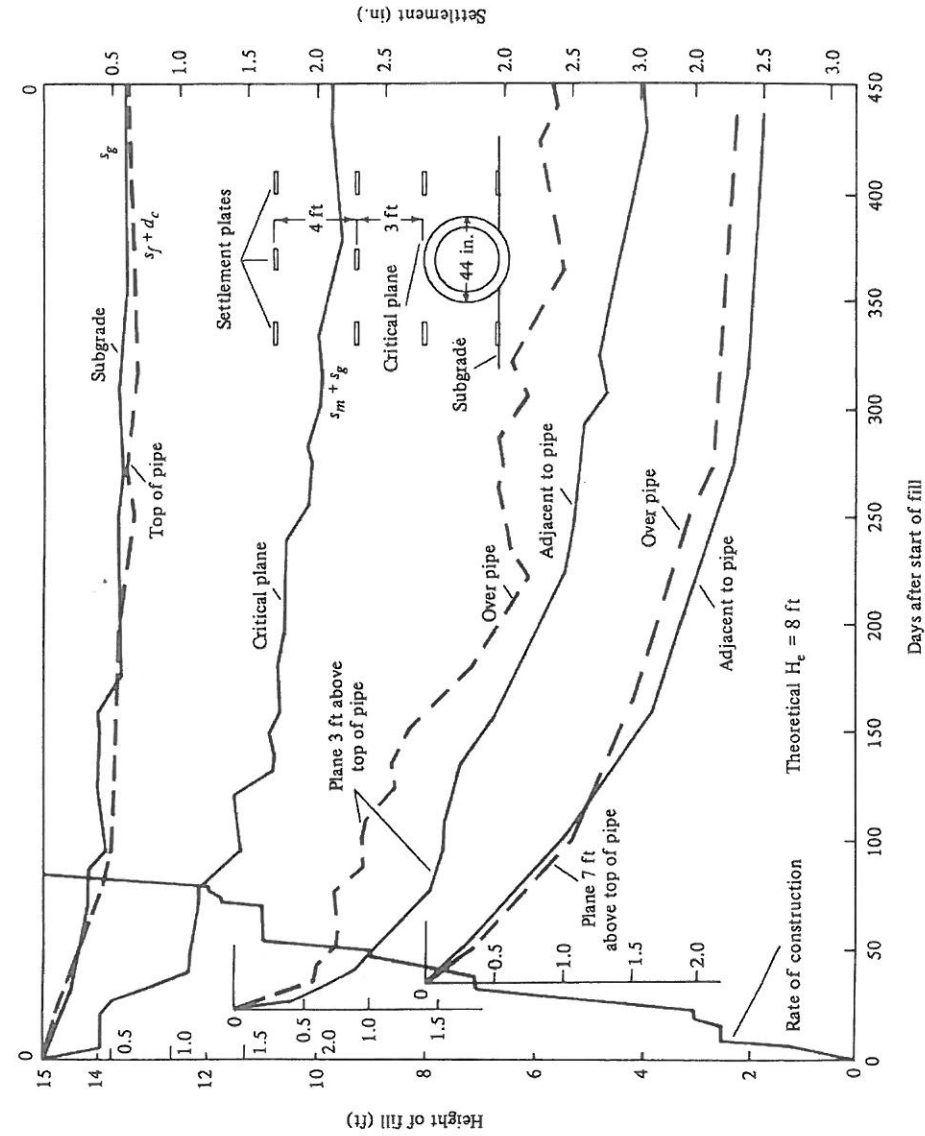 Settlement (in.)
0
0.5
1.0
1.5
2.0
2.5
2.0
2.5
2.0
2.5
3.0
Height of fill (ft)
15
14
12
10
8
6
4
2
0
0.5
1.0
1.5
2.0
0
0.5
1.0
1.5
0
0.5
1.0
1.5
2.0
0
50
100
150
200
250
300
350
400
450
Days after start of fill
Subgrade
s_g
s_f + d_c
Top of pipe
Critical plane
s_m + s_g
Settlement plates
4 ft
3 ft
Critical plane
44 in.
Subgrade
Plane 3 ft above
top of pipe
Over pipe
Adjacent to pipe
Plane 7 ft
above top of pipe
Over pipe
Adjacent to pipe
Theoretical H_e = 8 ft
Rate of construction